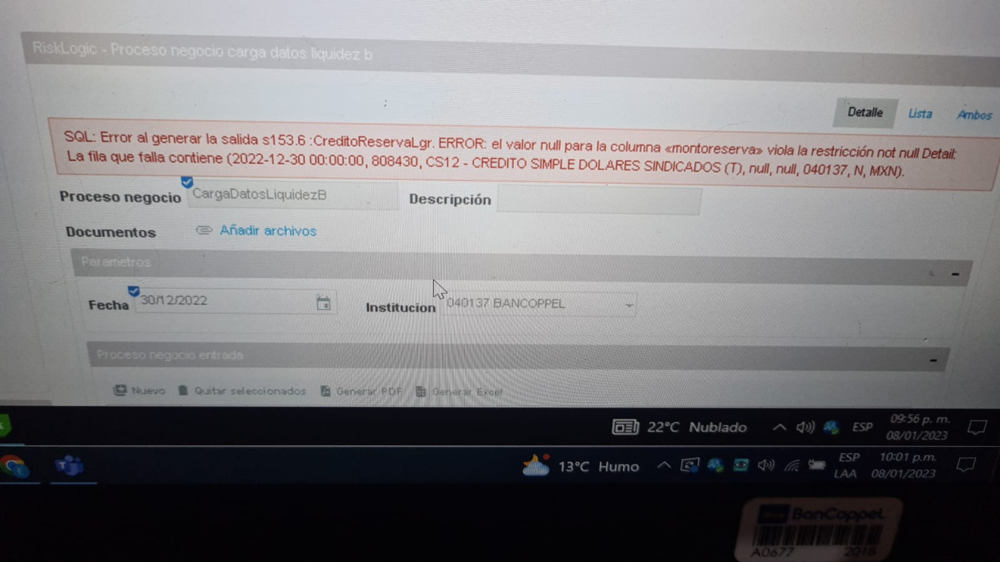 RiskLogic - Proceso negocio carga datos liquidez b
Detalle Lista Ambos
SQL: Error al generar la salida s153.6 :CreditoReservaLgr. ERROR: el valor null para la columna «montoreserva» viola la restricción not null Detail:
La fila que falla contiene (2022-12-30 00:00:00, 808430, CS12 - CREDITO SIMPLE DOLARES SINDICADOS (T), null, null, 040137, N, MXN).
Proceso negocio CargaDatosLiquidezB Descripción
Documentos Añadir archivos
Parametros
Fecha 30/12/2022 Institucion 040137 BANCOPPEL
Proceso negocio entrada
Nuevo Quitar seleccionados Generar PDF Generar Excel
22°C Nublado ESP 09:56 p. m.
08/01/2023
13°C Humo ESP 10:01 p.m.
LAA 08/01/2023
BanCoppel
A0677 2018